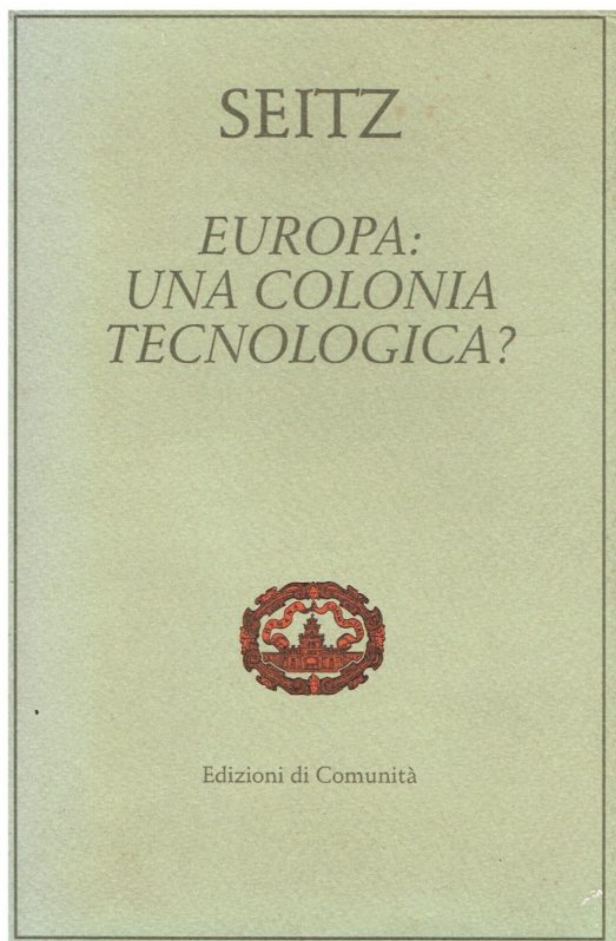 SEITZ
EUROPA:
UNA COLONIA
TECNOLOGICA?
Edizioni di Comunità